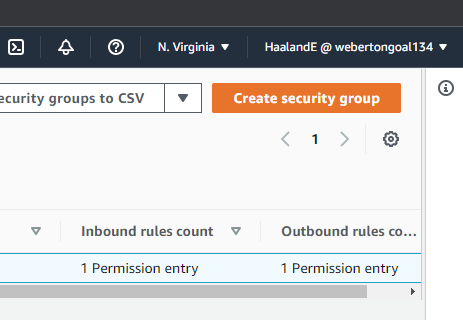 N. Virginia ▼ HaalandE @ webertongoal134 ▼
ecurity groups to CSV ▼ Create security group
1
Inbound rules count Outbound rules co...
1 Permission entry 1 Permission entry